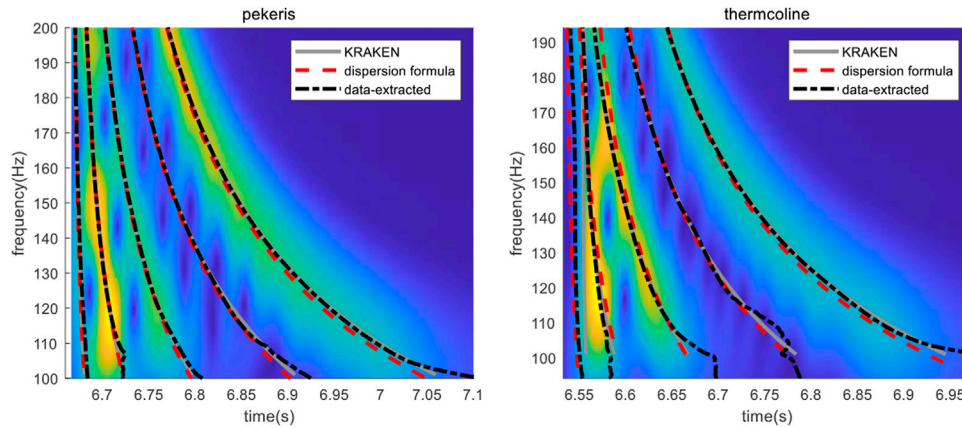 pekeris
200
190
180
170
160
150
140
130
120
110
100
frequency(Hz)
KRAKEN
dispersion formula
data-extracted
6.7 6.75 6.8 6.85 6.9 6.95 7 7.05 7.1
time(s)
thermcoline
190
180
170
160
150
140
130
120
110
100
frequency(Hz)
KRAKEN
dispersion formula
data-extracted
6.55 6.6 6.65 6.7 6.75 6.8 6.85 6.9 6.95
time(s)